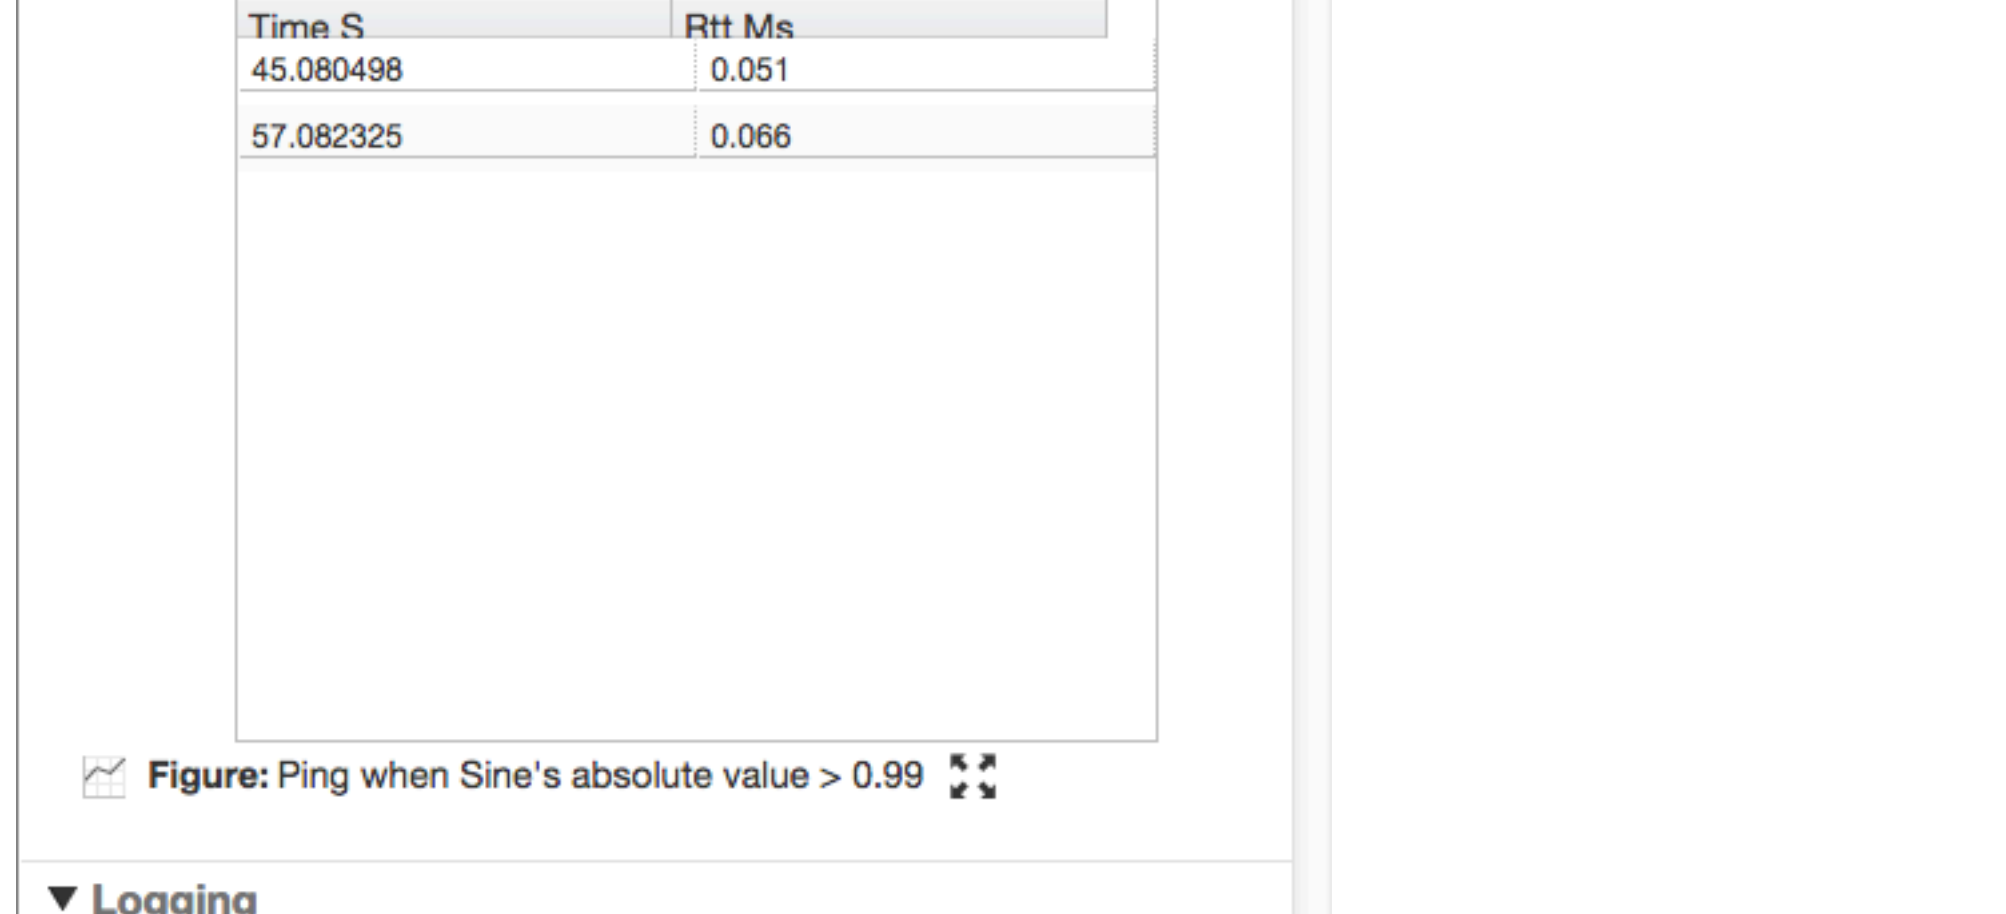 Time S Rtt Ms
45.080498 0.051
57.082325 0.066
Figure: Ping when Sine's absolute value > 0.99
Logging